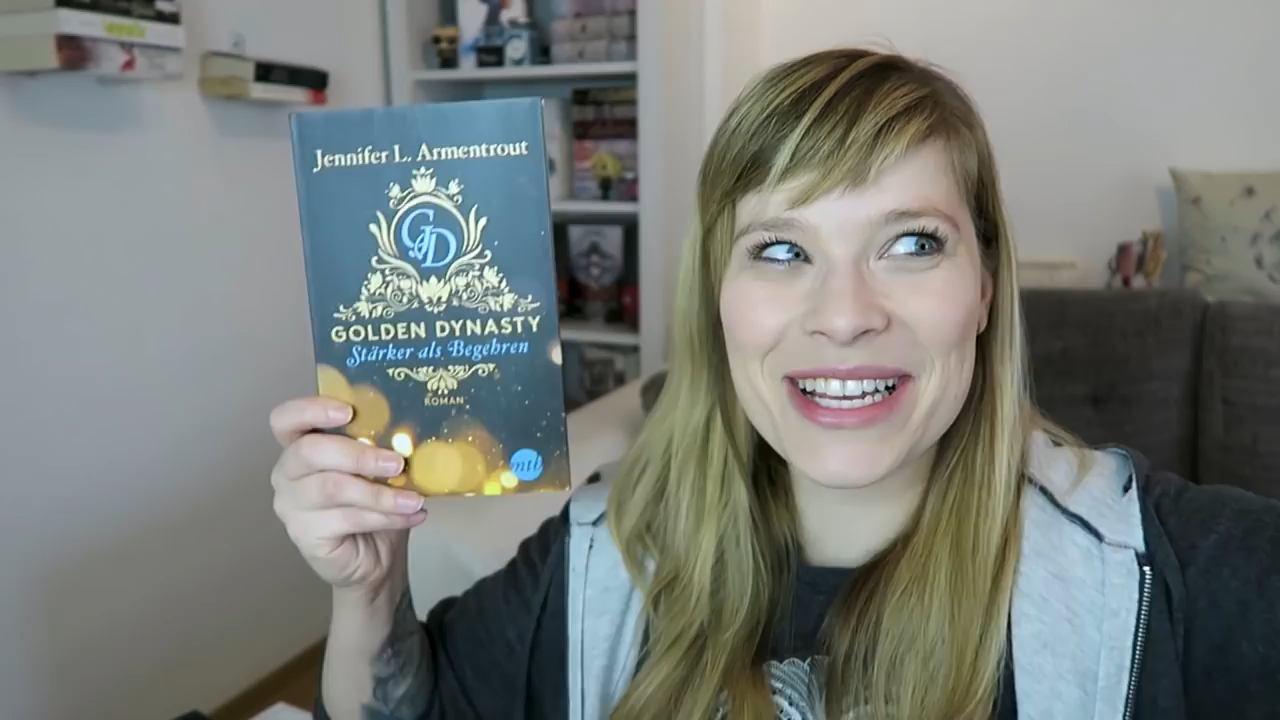 Jennifer L. Armentrout
GD
GOLDEN DYNASTY
Stärker als Begehren
ROMAN
mtb